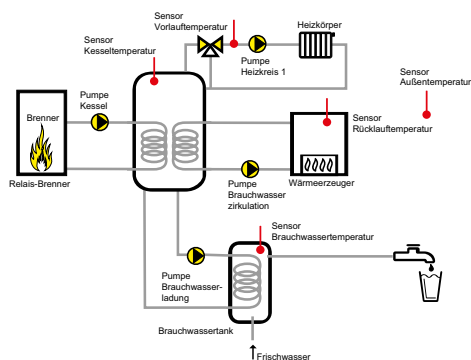 Sensor
Vorlauftemperatur
Heizkörper
Sensor
Kesseltemperatur
Pumpe
Heizkreis 1
Sensor
Außentemperatur
Pumpe
Kessel
Brenner
Sensor
Rücklauftemperatur
Relais-Brenner
Pumpe
Brauchwasser
zirkulation
Wärmeerzeuger
Sensor
Brauchwassertemperatur
Pumpe
Brauchwasser-
ladung
Brauchwassertank
Frischwasser